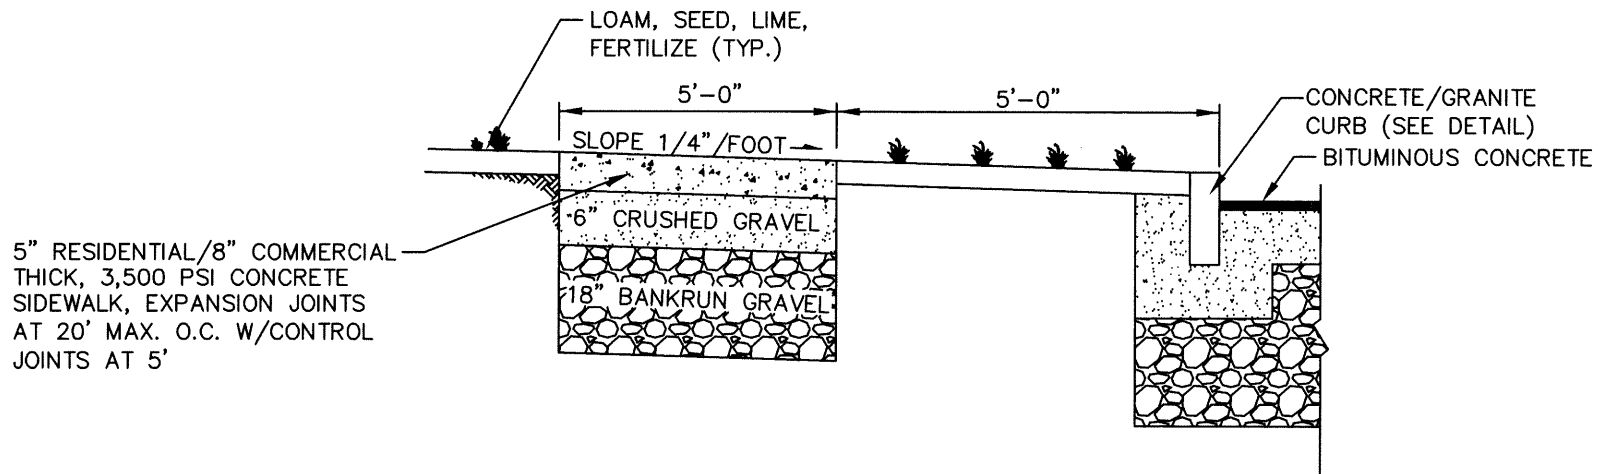 LOAM, SEED, LIME,
FERTILIZE (TYP.)
5'-0"
5'-0"
CONCRETE/GRANITE
CURB (SEE DETAIL)
BITUMINOUS CONCRETE
SLOPE 1/4"/FOOT
6" CRUSHED GRAVEL
18" BANKRUN GRAVEL
5" RESIDENTIAL/8" COMMERCIAL
THICK, 3,500 PSI CONCRETE
SIDEWALK, EXPANSION JOINTS
AT 20' MAX. O.C. W/CONTROL
JOINTS AT 5'